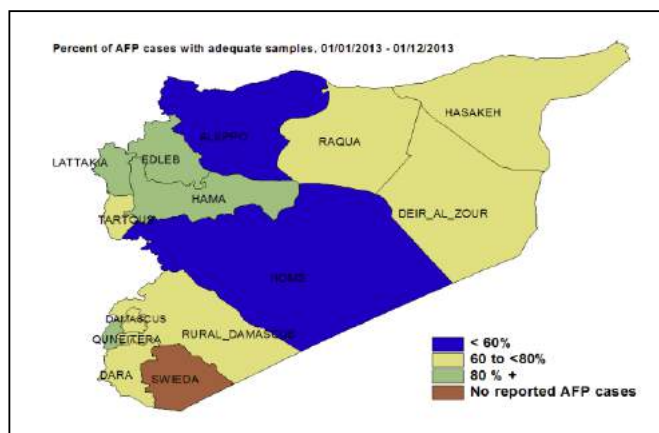 Percent of AFP cases with adequate samples, 01/01/2013 - 01/12/2013
HASAKEH
ALEPPO
RAQUA
EDLEB
LATTAKIA
HAMA
DEIR_AL_ZOUR
TARTOUS
HOMS
DAMASCUS
RURAL_DAMASCUS
QUNEITERA
DARA
SWIEDA
< 60%
60 to <80%
80 % +
No reported AFP cases